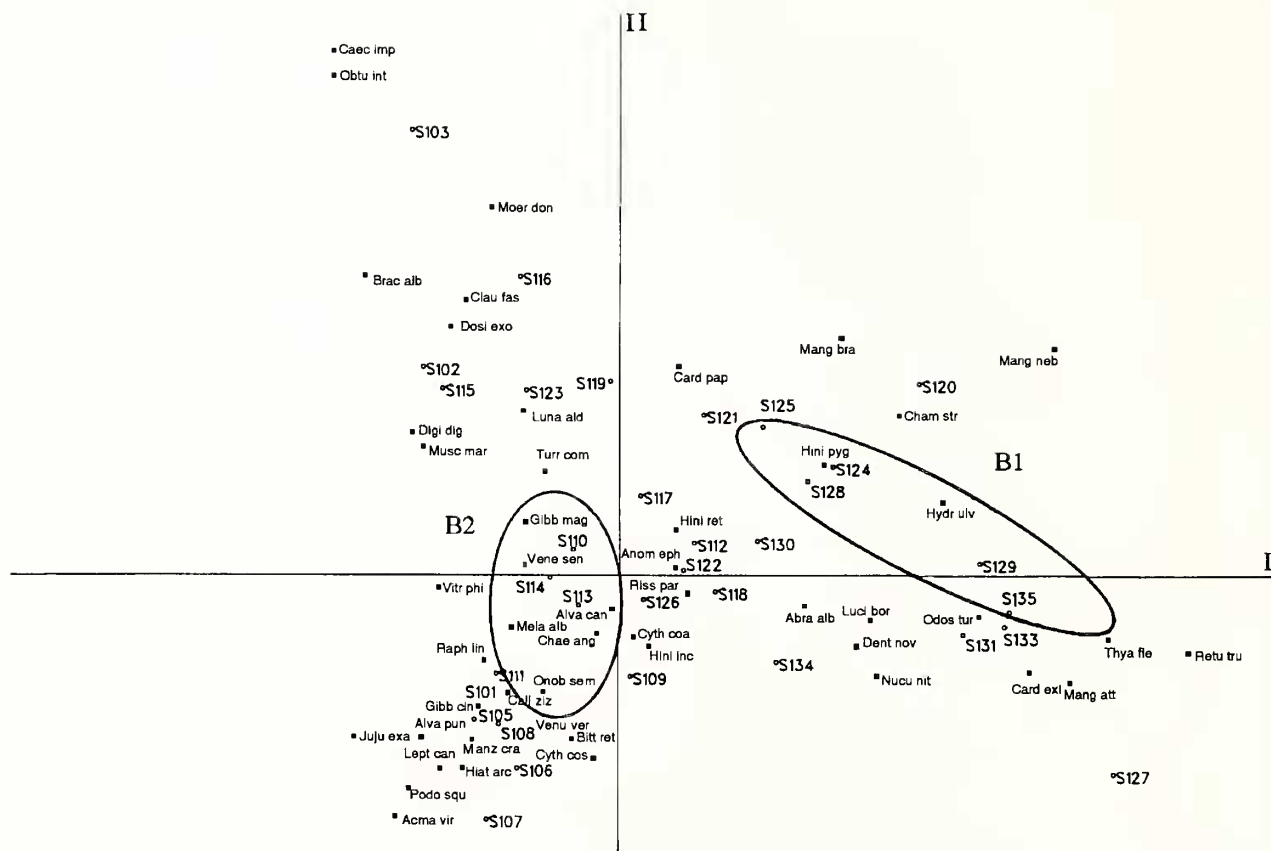 II
Caec imp
Obtu int
S103
Moer don
Brac alb
S116
Clau fas
Dosi exo
Mang bra
Mang neb
S102
Card pap
S119
S120
S115
S123
S125
Luna ald
S121
Cham str
Digi dig
Musc mar
Turr com
Hini pyg
S124
B1
S128
S117
Hydr ulv
B2
Gibb mag
Hini ret
S110
S112
S130
Anom eph
Vene sen
S122
S129
I
Vitr phi
S114
Riss par
S118
S113
S126
S135
Alva can
Abra alb
Luci bor
Odos tur
Mela alb
Chae ang
Cyth coa
S131
S133
Hini inc
Dent nov
Thya fle
Retu tru
Raph lin
S134
S111
S109
Nucu nit
Card exi
Mang att
Onob sem
S101
Cali ziz
Gibb cin
S105
Alva pun
S108
Venu ver
Juju exa
Manz cra
Bitt ret
Lept can
Cyth cos
Hiat arc
S106
S127
Podo squ
Acma vir
S107